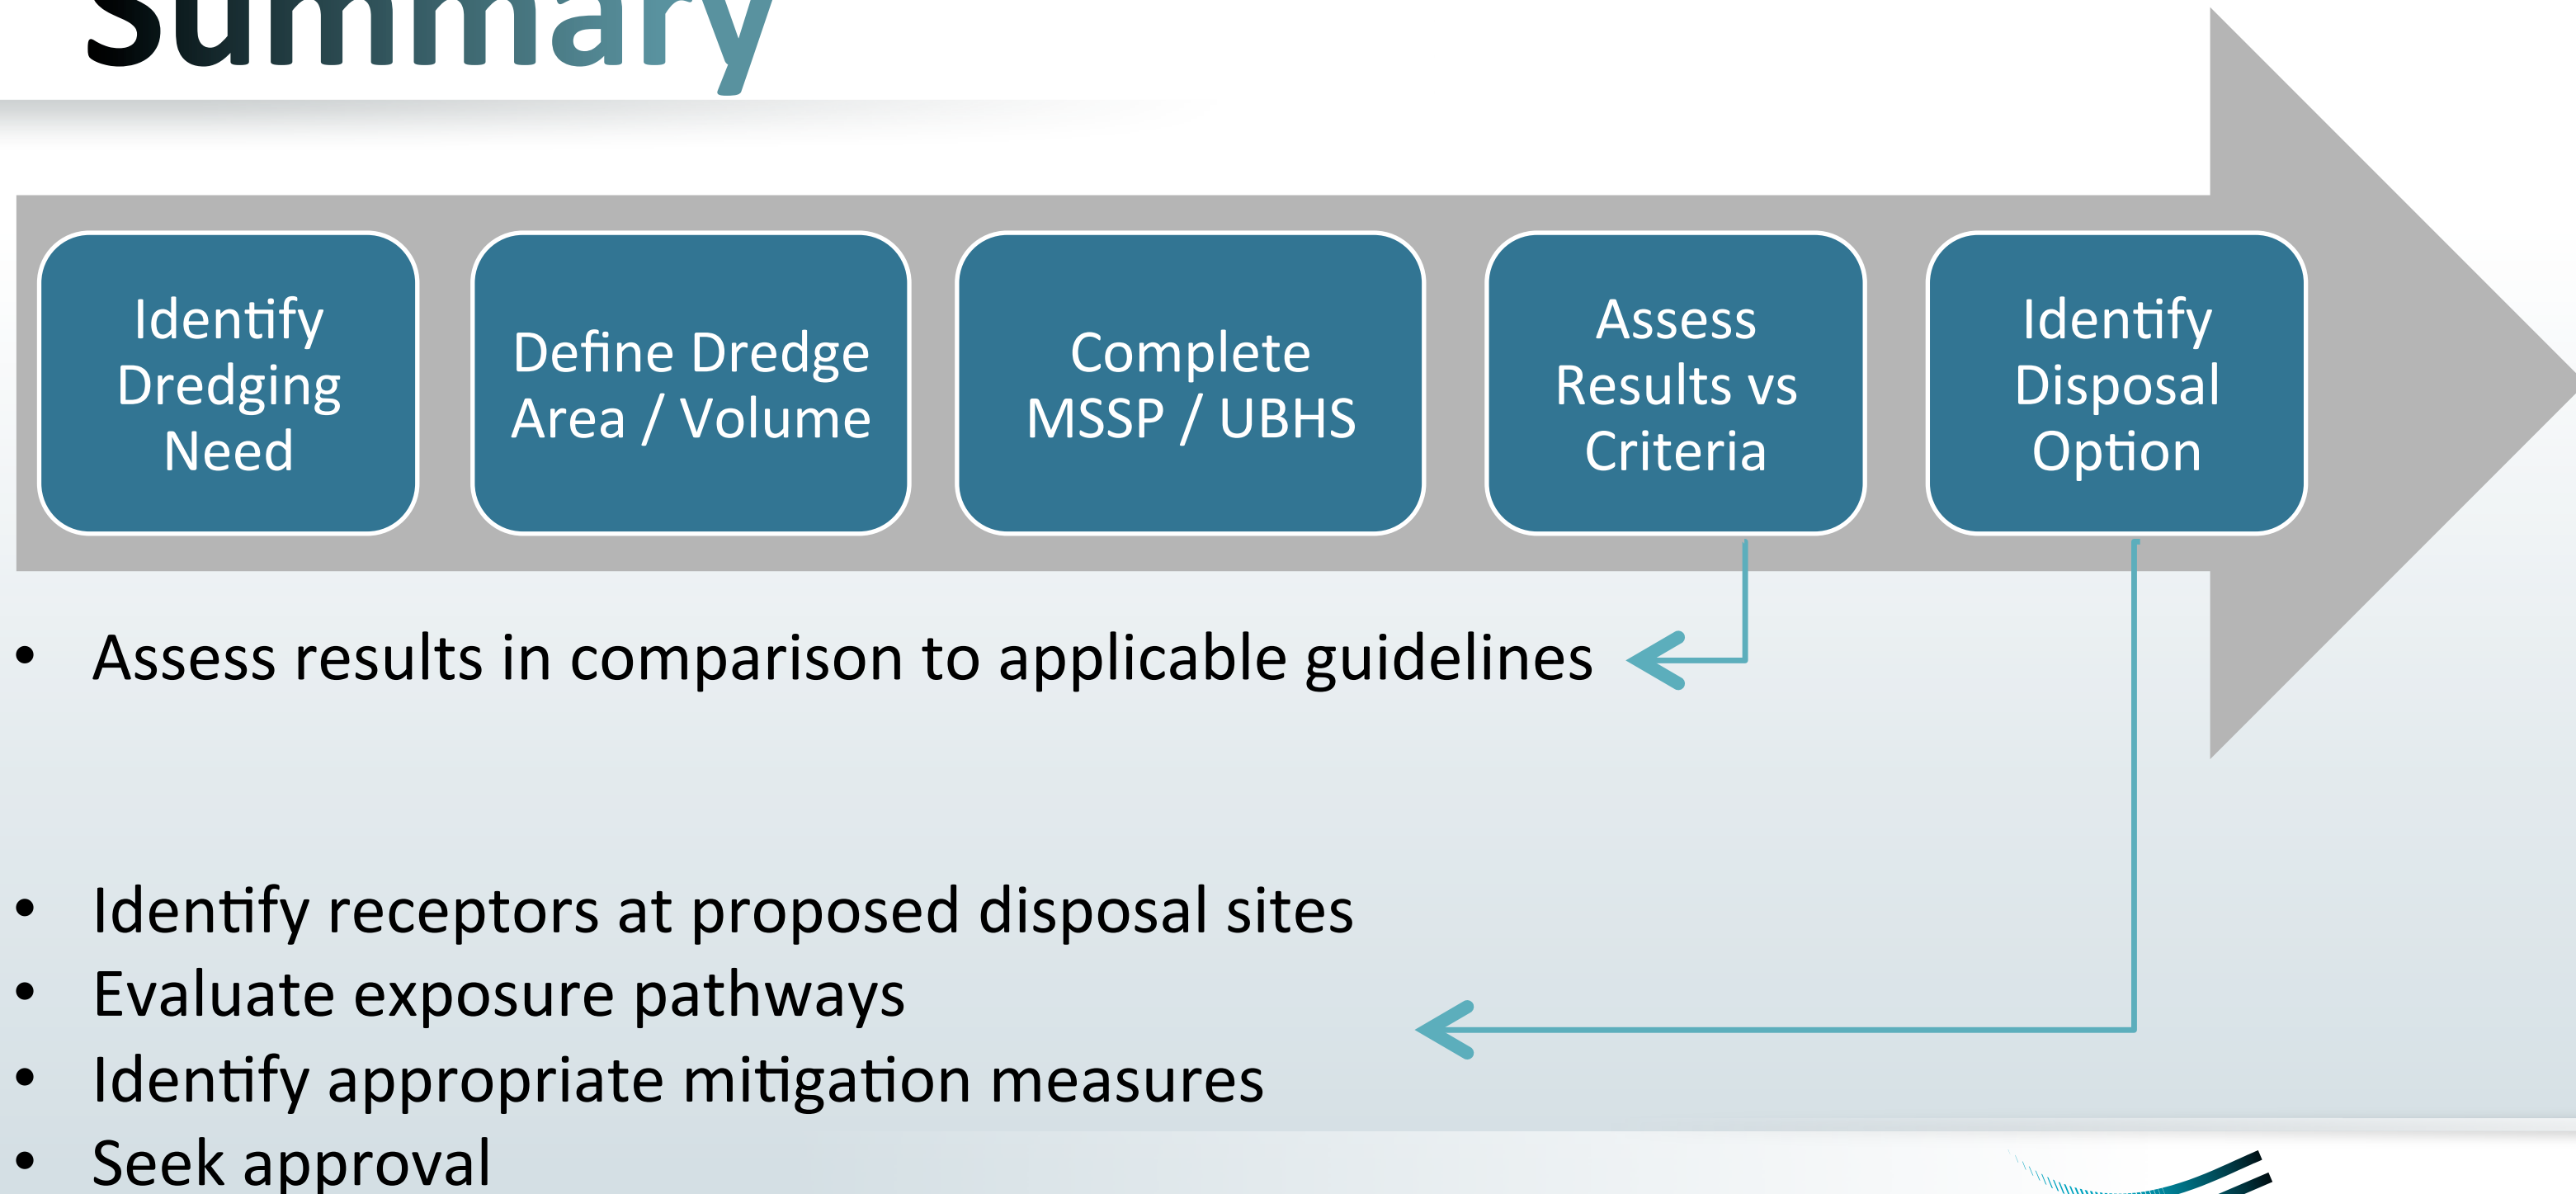 Summary
Identify
Dredging
Need
Define Dredge
Area / Volume
Complete
MSSP / UBHS
Assess
Results vs
Criteria
Identify
Disposal
Option
• Assess results in comparison to applicable guidelines
• Identify receptors at proposed disposal sites
• Evaluate exposure pathways
• Identify appropriate mitigation measures
• Seek approval